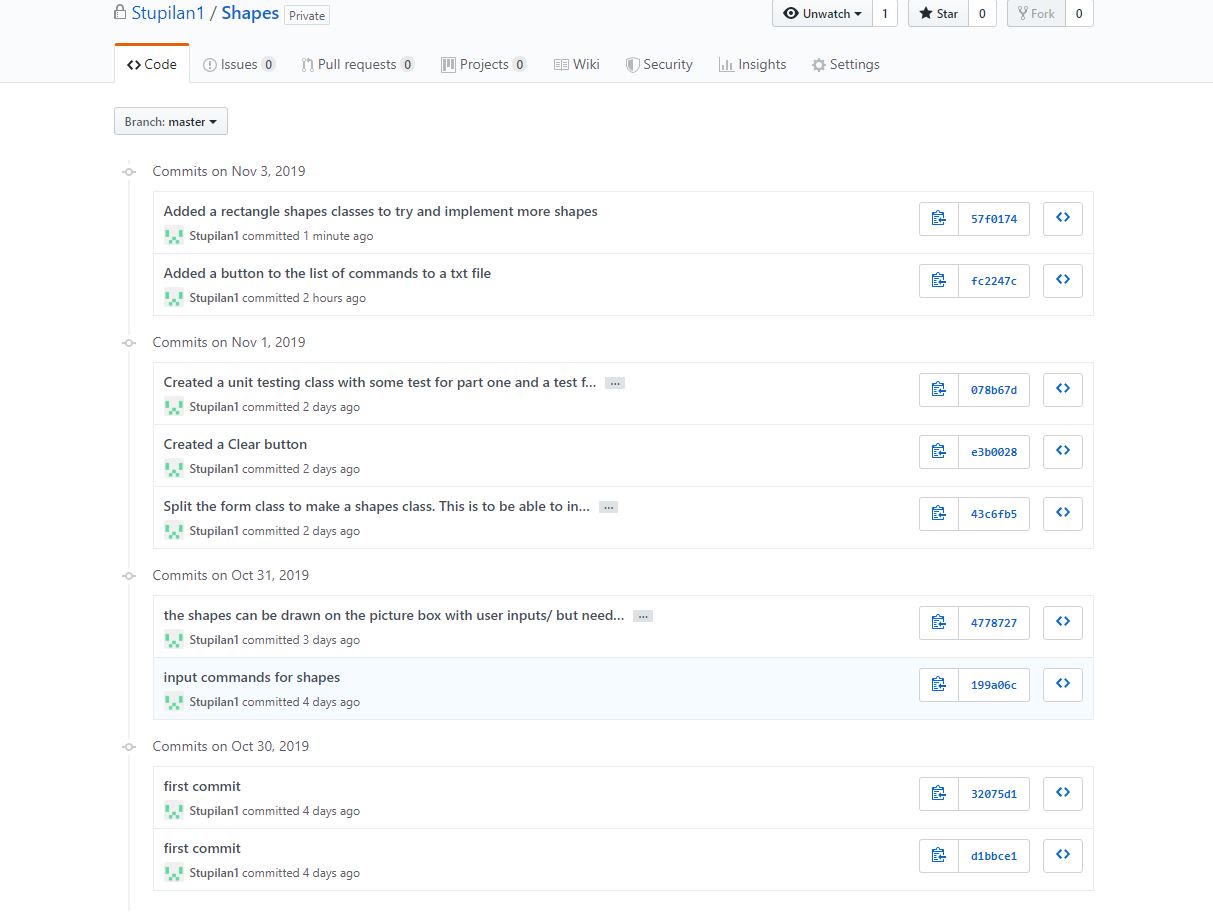 Stupilan1 / Shapes Private Unwatch 1 Star 0 Fork 0
Code Issues 0 Pull requests 0 Projects 0 Wiki Security Insights Settings
Branch: master
Commits on Nov 3, 2019
Added a rectangle shapes classes to try and implement more shapes
Stupilan1 committed 1 minute ago
57f0174
Added a button to the list of commands to a txt file
Stupilan1 committed 2 hours ago
fc2247c
Commits on Nov 1, 2019
Created a unit testing class with some test for part one and a test f... …
Stupilan1 committed 2 days ago
078b67d
Created a Clear button
Stupilan1 committed 2 days ago
e3b0028
Split the form class to make a shapes class. This is to be able to in... …
Stupilan1 committed 2 days ago
43c6fb5
Commits on Oct 31, 2019
the shapes can be drawn on the picture box with user inputs/ but need... …
Stupilan1 committed 3 days ago
4778727
input commands for shapes
Stupilan1 committed 4 days ago
199a06c
Commits on Oct 30, 2019
first commit
Stupilan1 committed 4 days ago
32075d1
first commit
Stupilan1 committed 4 days ago
d1bbce1